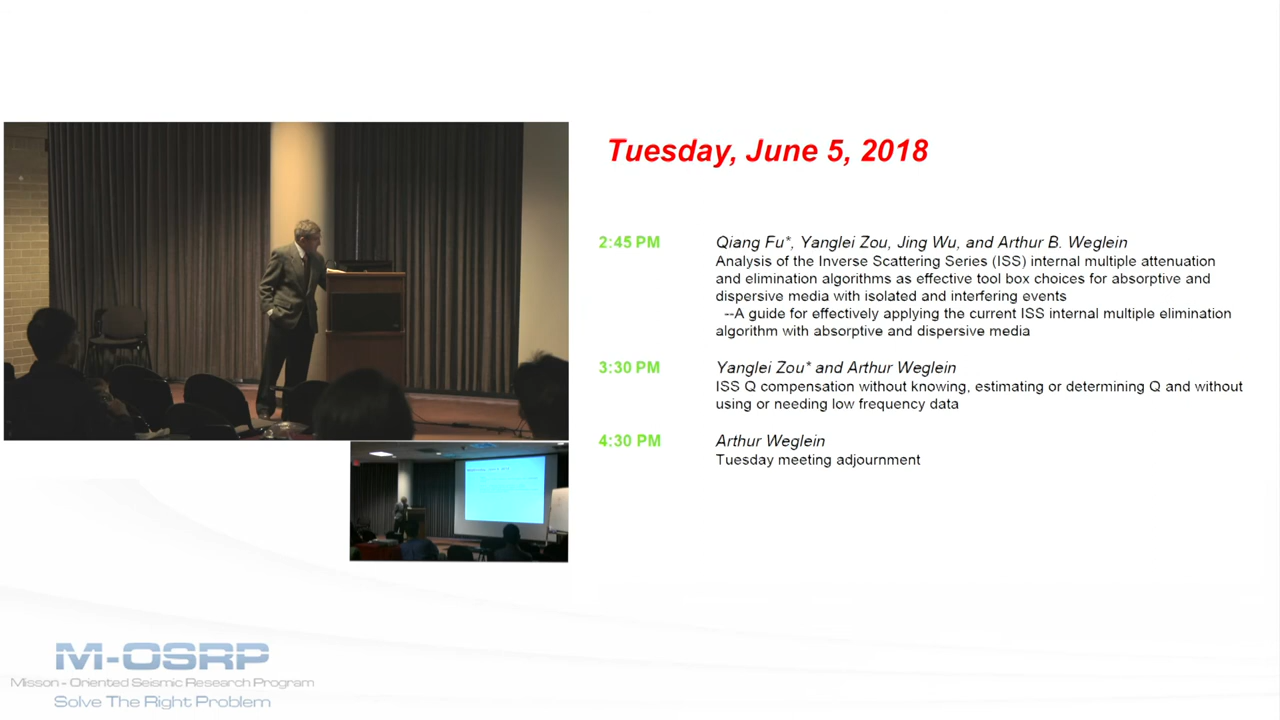 Tuesday, June 5, 2018
2:45 PM Qiang Fu*, Yanglei Zou, Jing Wu, and Arthur B. Weglein
Analysis of the Inverse Scattering Series (ISS) internal multiple attenuation
and elimination algorithms as effective tool box choices for absorptive and
dispersive media with isolated and interfering events
--A guide for effectively applying the current ISS internal multiple elimination
algorithm with absorptive and dispersive media
3:30 PM Yanglei Zou* and Arthur Weglein
ISS Q compensation without knowing, estimating or determining Q and without
using or needing low frequency data
4:30 PM Arthur Weglein
Tuesday meeting adjournment
M-OSRP
Misson - Oriented Seismic Research Program
Solve The Right Problem